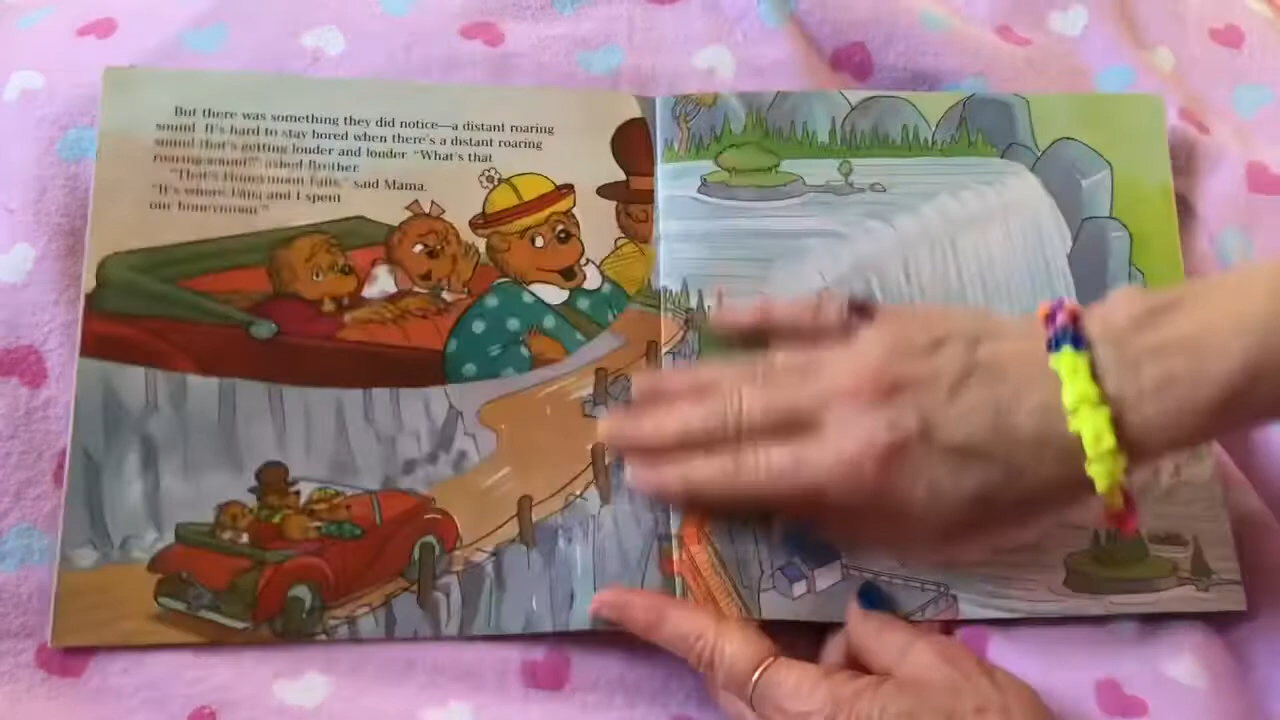 But there was something they did notice—a distant roaring
sound. It's hard to stay bored when there's a distant roaring
sound that's getting louder and louder. "What's that
roaring sound?" asked Brother.
"That's Honeymoon Falls," said Mama.
"It's where Papa and I spent
our honeymoon."